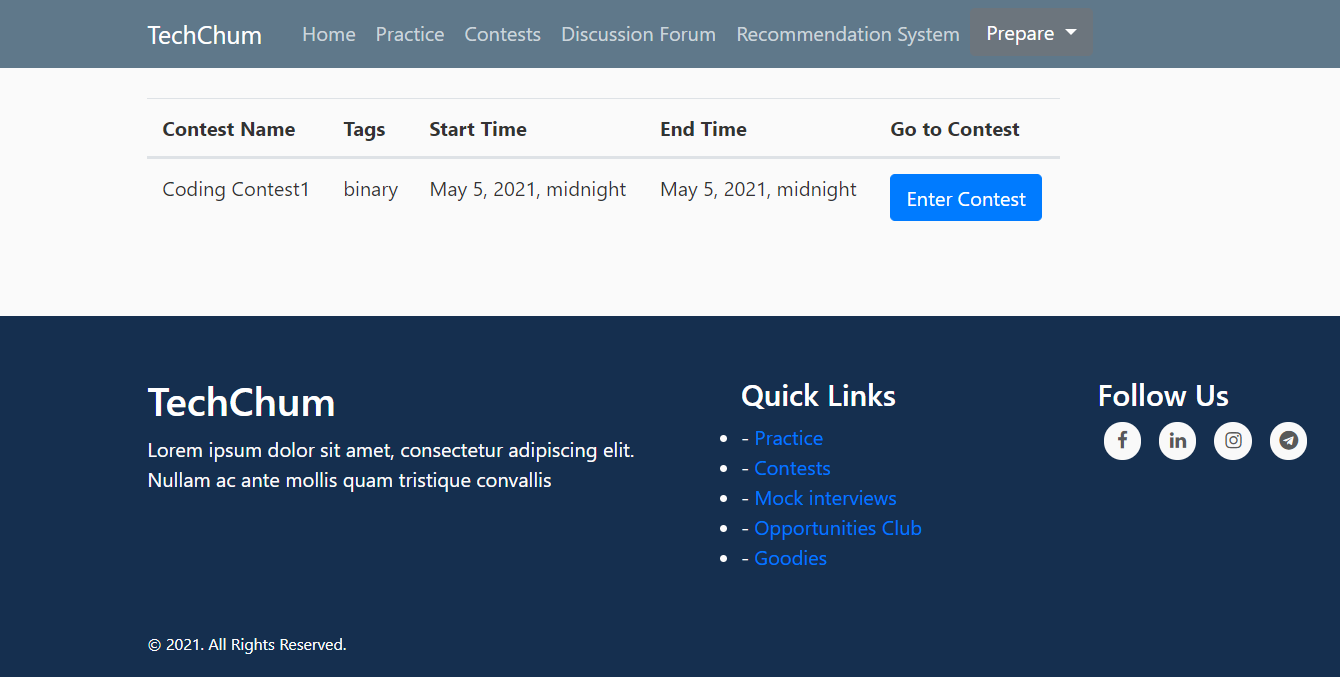 TechChum Home Practice Contests Discussion Forum Recommendation System Prepare
Contest Name Tags Start Time End Time Go to Contest
Coding Contest1 binary May 5, 2021, midnight May 5, 2021, midnight Enter Contest
TechChum
Lorem ipsum dolor sit amet, consectetur adipiscing elit.
Nullam ac ante mollis quam tristique convallis
Quick Links
- Practice
- Contests
- Mock interviews
- Opportunities Club
- Goodies
Follow Us
© 2021. All Rights Reserved.